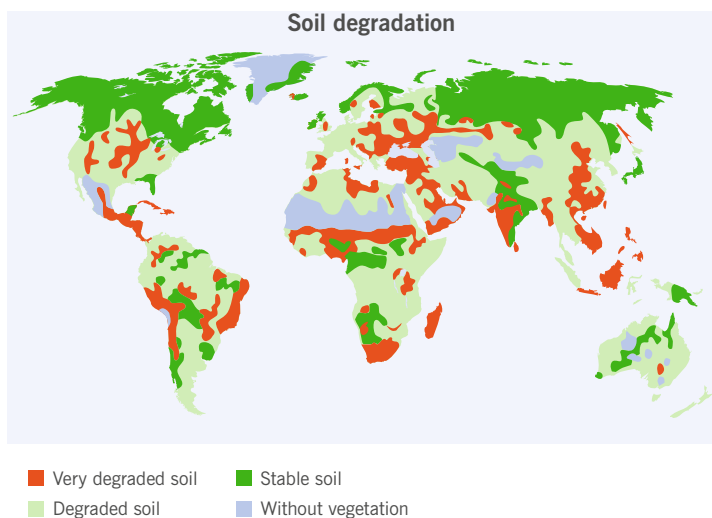 Soil degradation
Very degraded soil
Stable soil
Degraded soil
Without vegetation